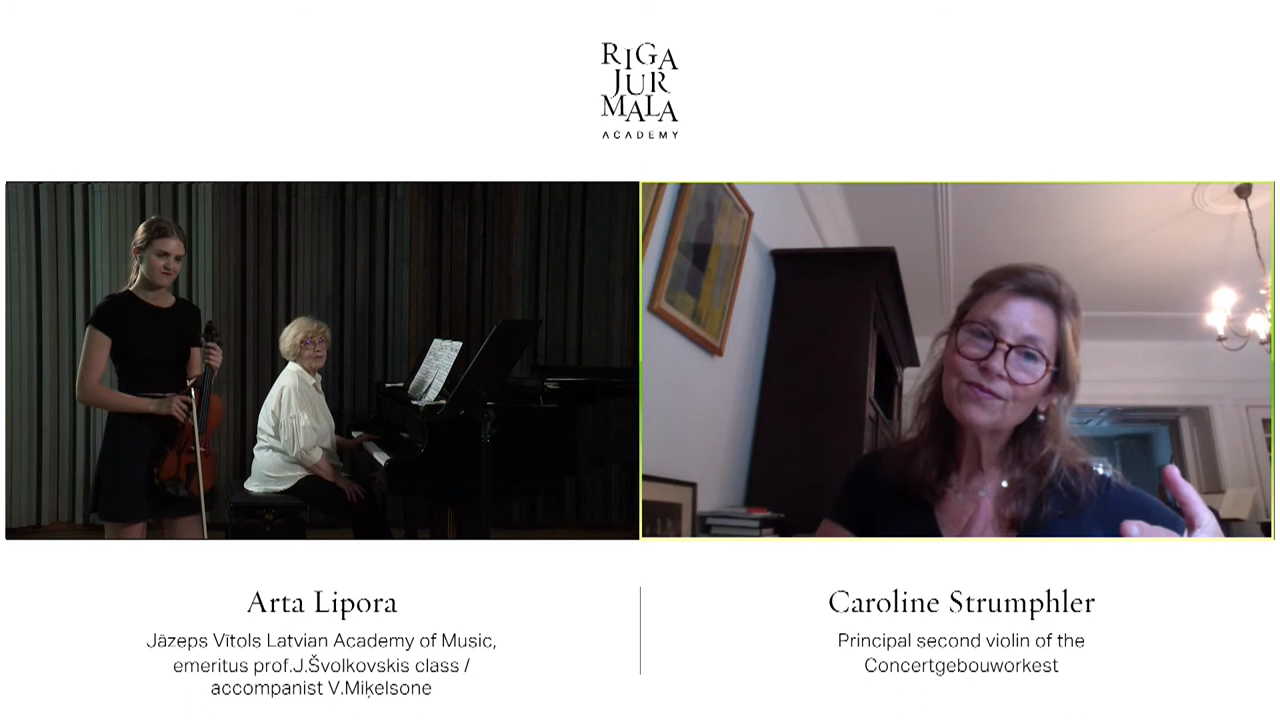 RIGA
JUR
MALA
ACADEMY
Arta Lipora
Jāzeps Vītols Latvian Academy of Music,
emeritus prof.J.Švolkovskis class /
accompanist V.Miķelsone
Caroline Strumphler
Principal second violin of the
Concertgebouworkest